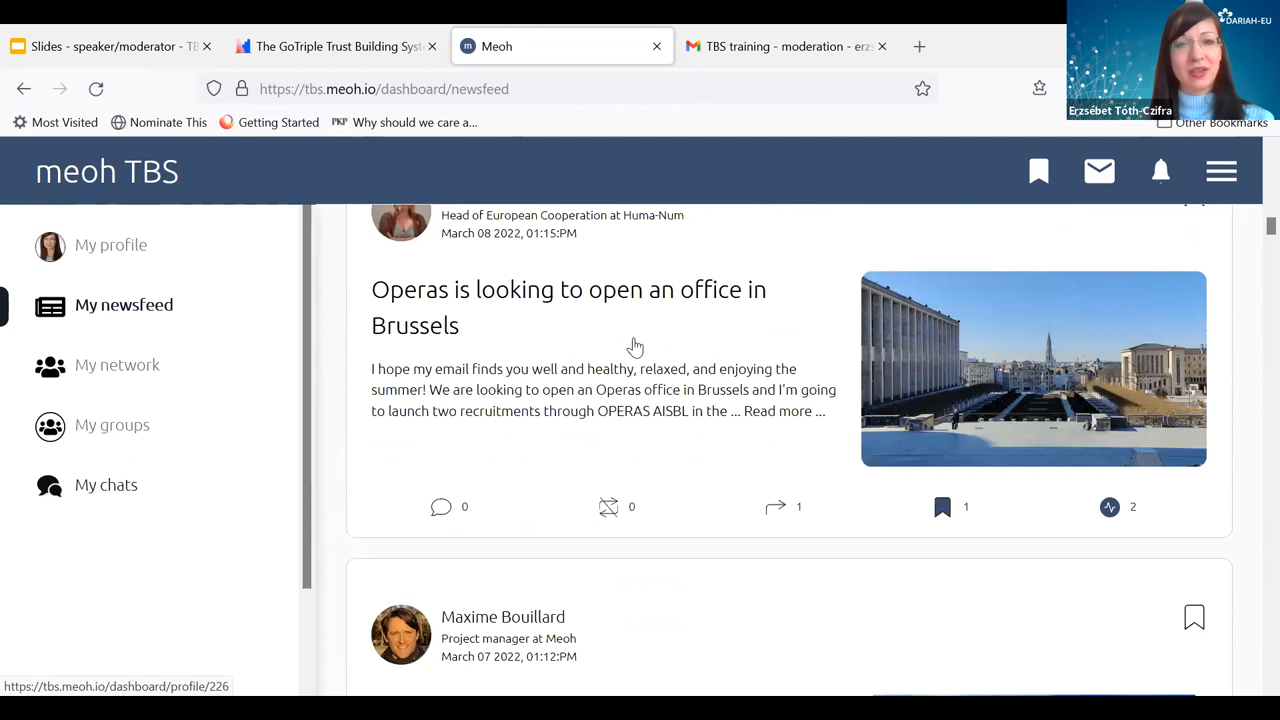 Slides - speaker/moderator - TB
The GoTriple Trust Building Syst
Meoh
TBS training - moderation - erzs
DARIAH-EU
https://tbs.meoh.io/dashboard/newsfeed
Erzsébet Tóth-Czifra
Most Visited
Nominate This
Getting Started
PKP
Why should we care a...
Other Bookmarks
meoh TBS
Head of European Cooperation at Huma-Num
March 08 2022, 01:15:PM
My profile
My newsfeed
My network
My groups
My chats
Operas is looking to open an office in
Brussels
I hope my email finds you well and healthy, relaxed, and enjoying the
summer! We are looking to open an Operas office in Brussels and I'm going
to launch two recruitments through OPERAS AISBL in the ... Read more ...
0
0
1
1
2
Maxime Bouillard
Project manager at Meoh
March 07 2022, 01:12:PM
https://tbs.meoh.io/dashboard/profile/226